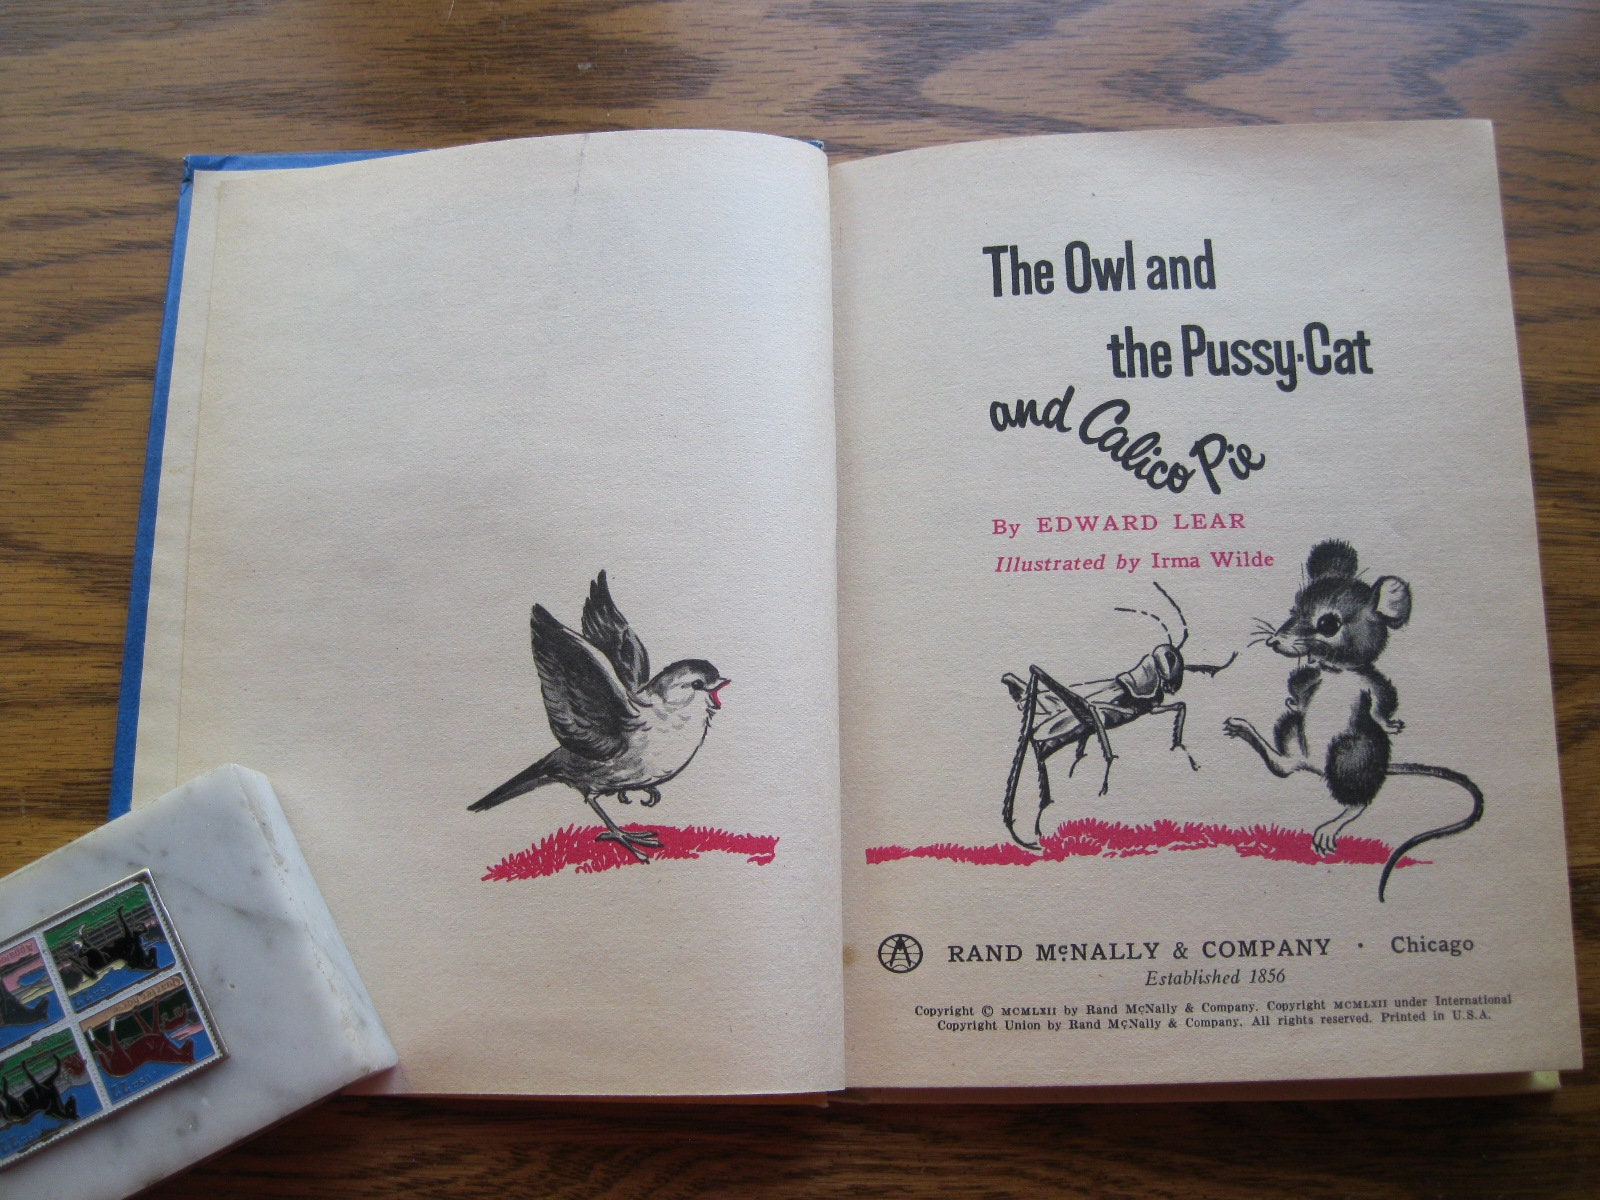 The Owl and
the Pussy-Cat
and Calico Pie
By EDWARD LEAR
Illustrated by Irma Wilde
RAND McNALLY & COMPANY · Chicago
Established 1856
Copyright © MCMLXII by Rand McNally & Company. Copyright MCMLXII under International
Copyright Union by Rand McNally & Company. All rights reserved. Printed in U.S.A.